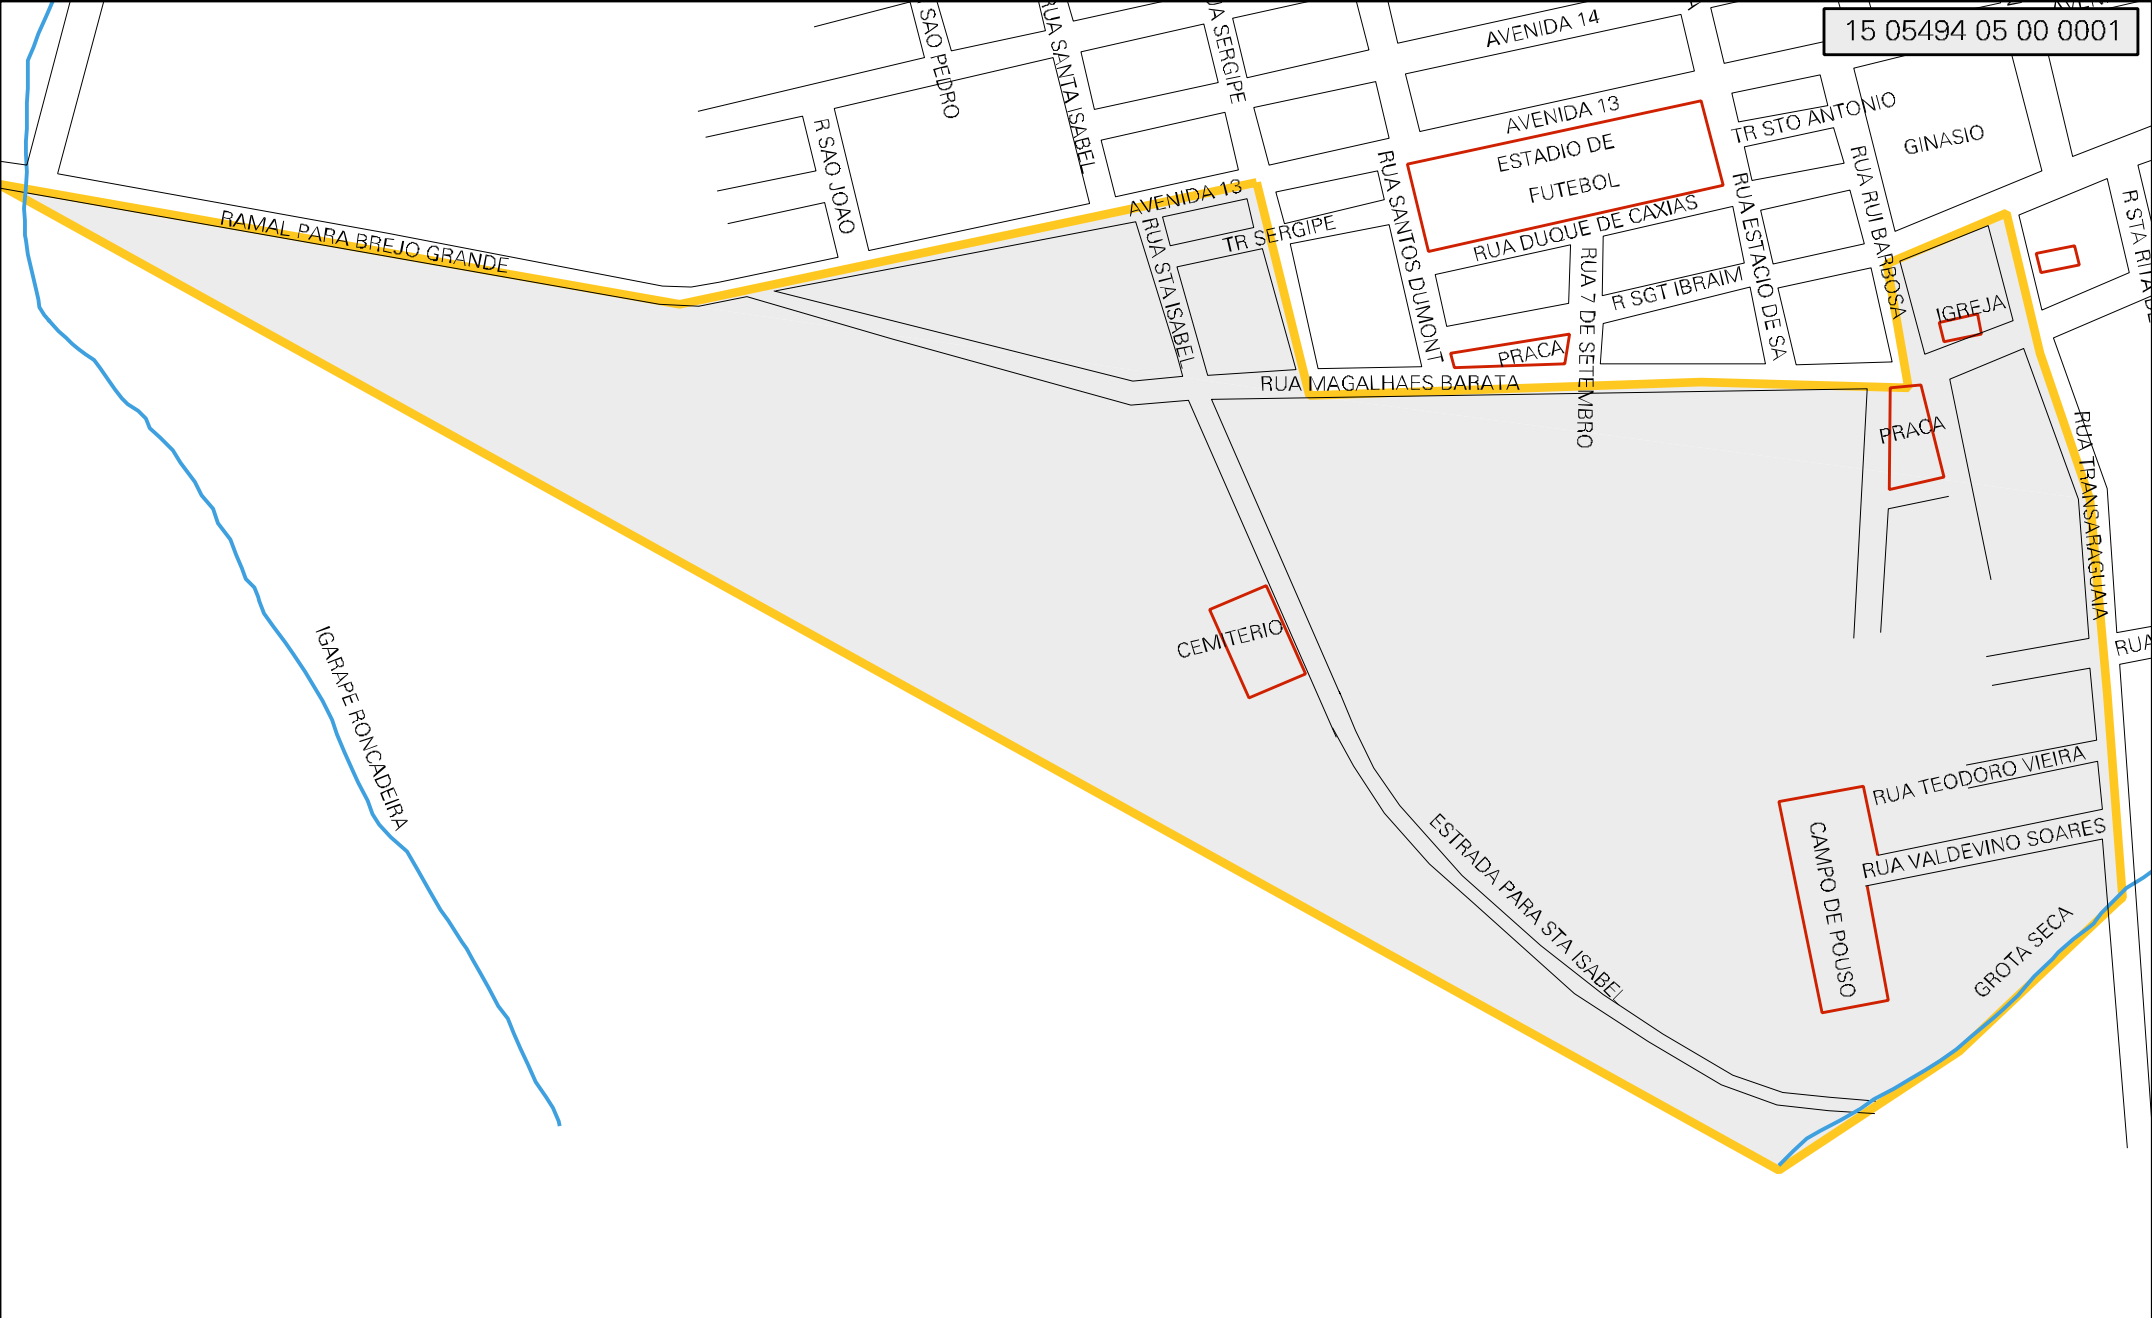 15 05494 05 00 0001
AVENIDA 14
SAO PEDRO
RUA SANTA ISABEL
SERGIPE
AVENIDA 13
TR STO ANTONIO
GINASIO
ESTADIO DE
FUTEBOL
R SAO JOAO
RUA SANTOS DUMONT
RUA DUQUE DE CAXIAS
RUA ESTACIO DE SA
RUA RUI BARBOSA
AVENIDA 13
RUA STA ISABEL
TR SERGIPE
RAMAL PARA BREJO GRANDE
RUA 7 DE SETEMBRO
R SGT IBRAIM
IGREJA
R STA RITA
PRACA
RUA MAGALHAES BARATA
PRACA
RUA TRANSARAGUAIA
CEMITERIO
RUA
IGARAPE RONCADEIRA
RUA TEODORO VIEIRA
RUA VALDEVINO SOARES
CAMPO DE POUSO
ESTRADA PARA STA ISABEL
GROTA SECA